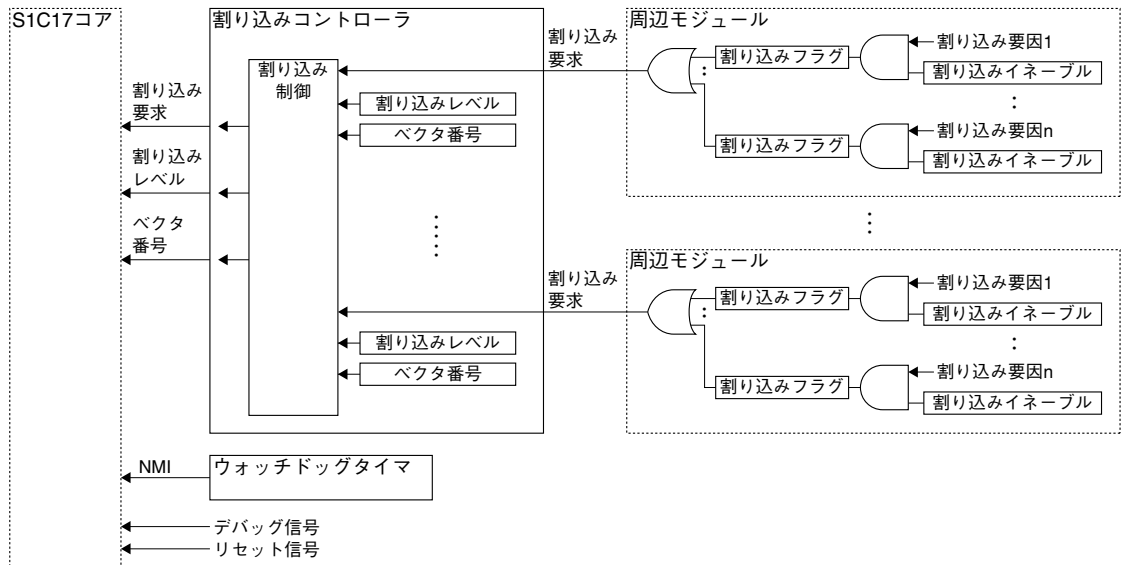 S1C17コア
割り込みコントローラ
周辺モジュール
割り込み
要求
割り込み
制御
割り込みレベル
ベクタ番号
割り込みフラグ
割り込み要因1
割り込みイネーブル
:
:
割り込みフラグ
割り込み要因n
割り込みイネーブル
割り込み
要求
割り込み
レベル
ベクタ
番号
周辺モジュール
割り込み
要求
割り込みレベル
ベクタ番号
割り込みフラグ
割り込み要因1
割り込みイネーブル
:
:
割り込みフラグ
割り込み要因n
割り込みイネーブル
NMI
ウォッチドッグタイマ
デバッグ信号
リセット信号